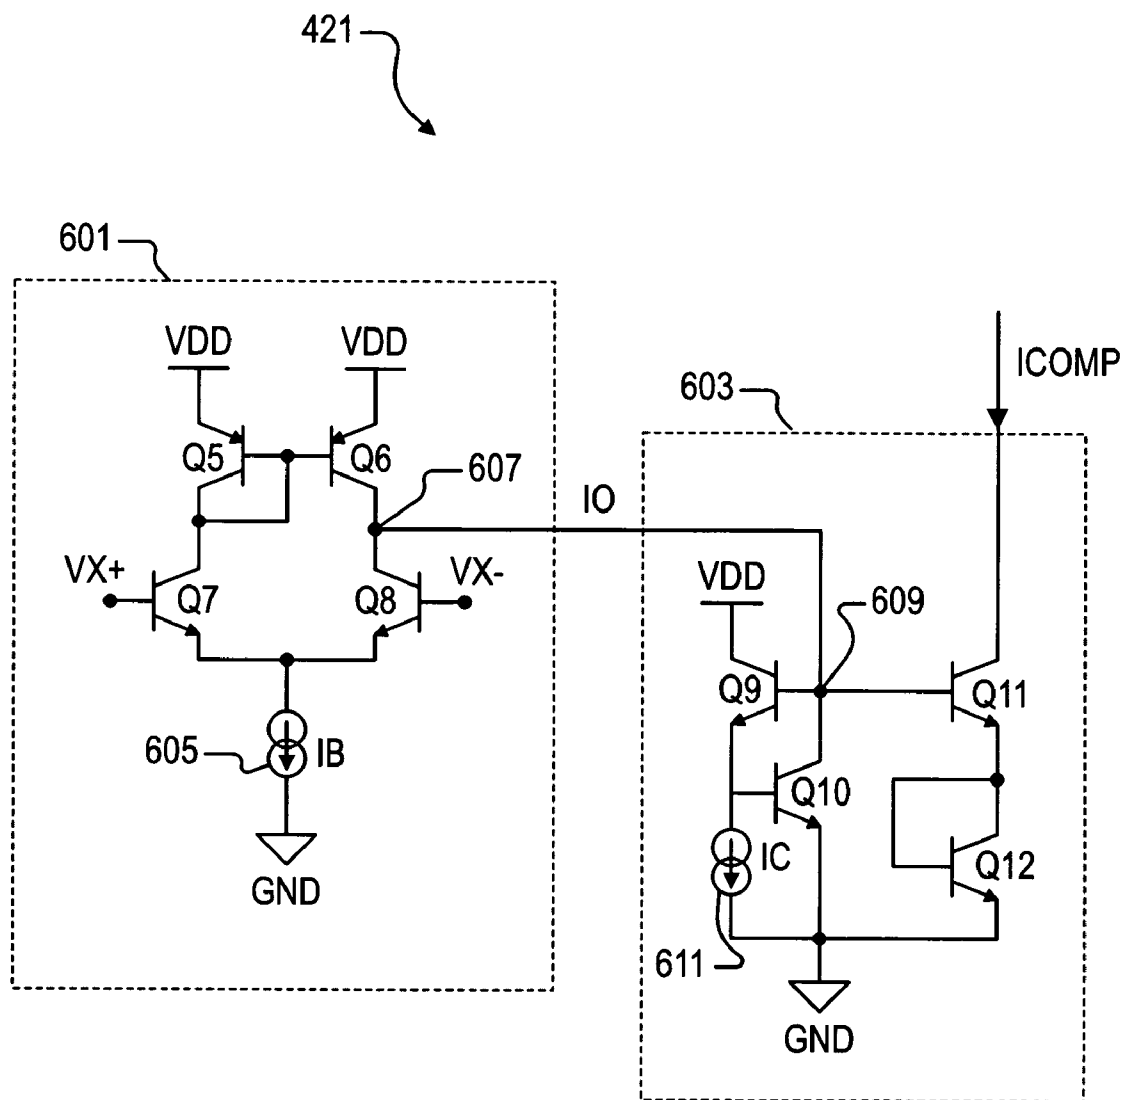 421
601
VDD
VDD
ICOMP
603
Q5
Q6
607
IO
VX+
VX-
Q7
Q8
VDD
609
Q9
Q11
605
IB
Q10
IC
Q12
GND
611
GND